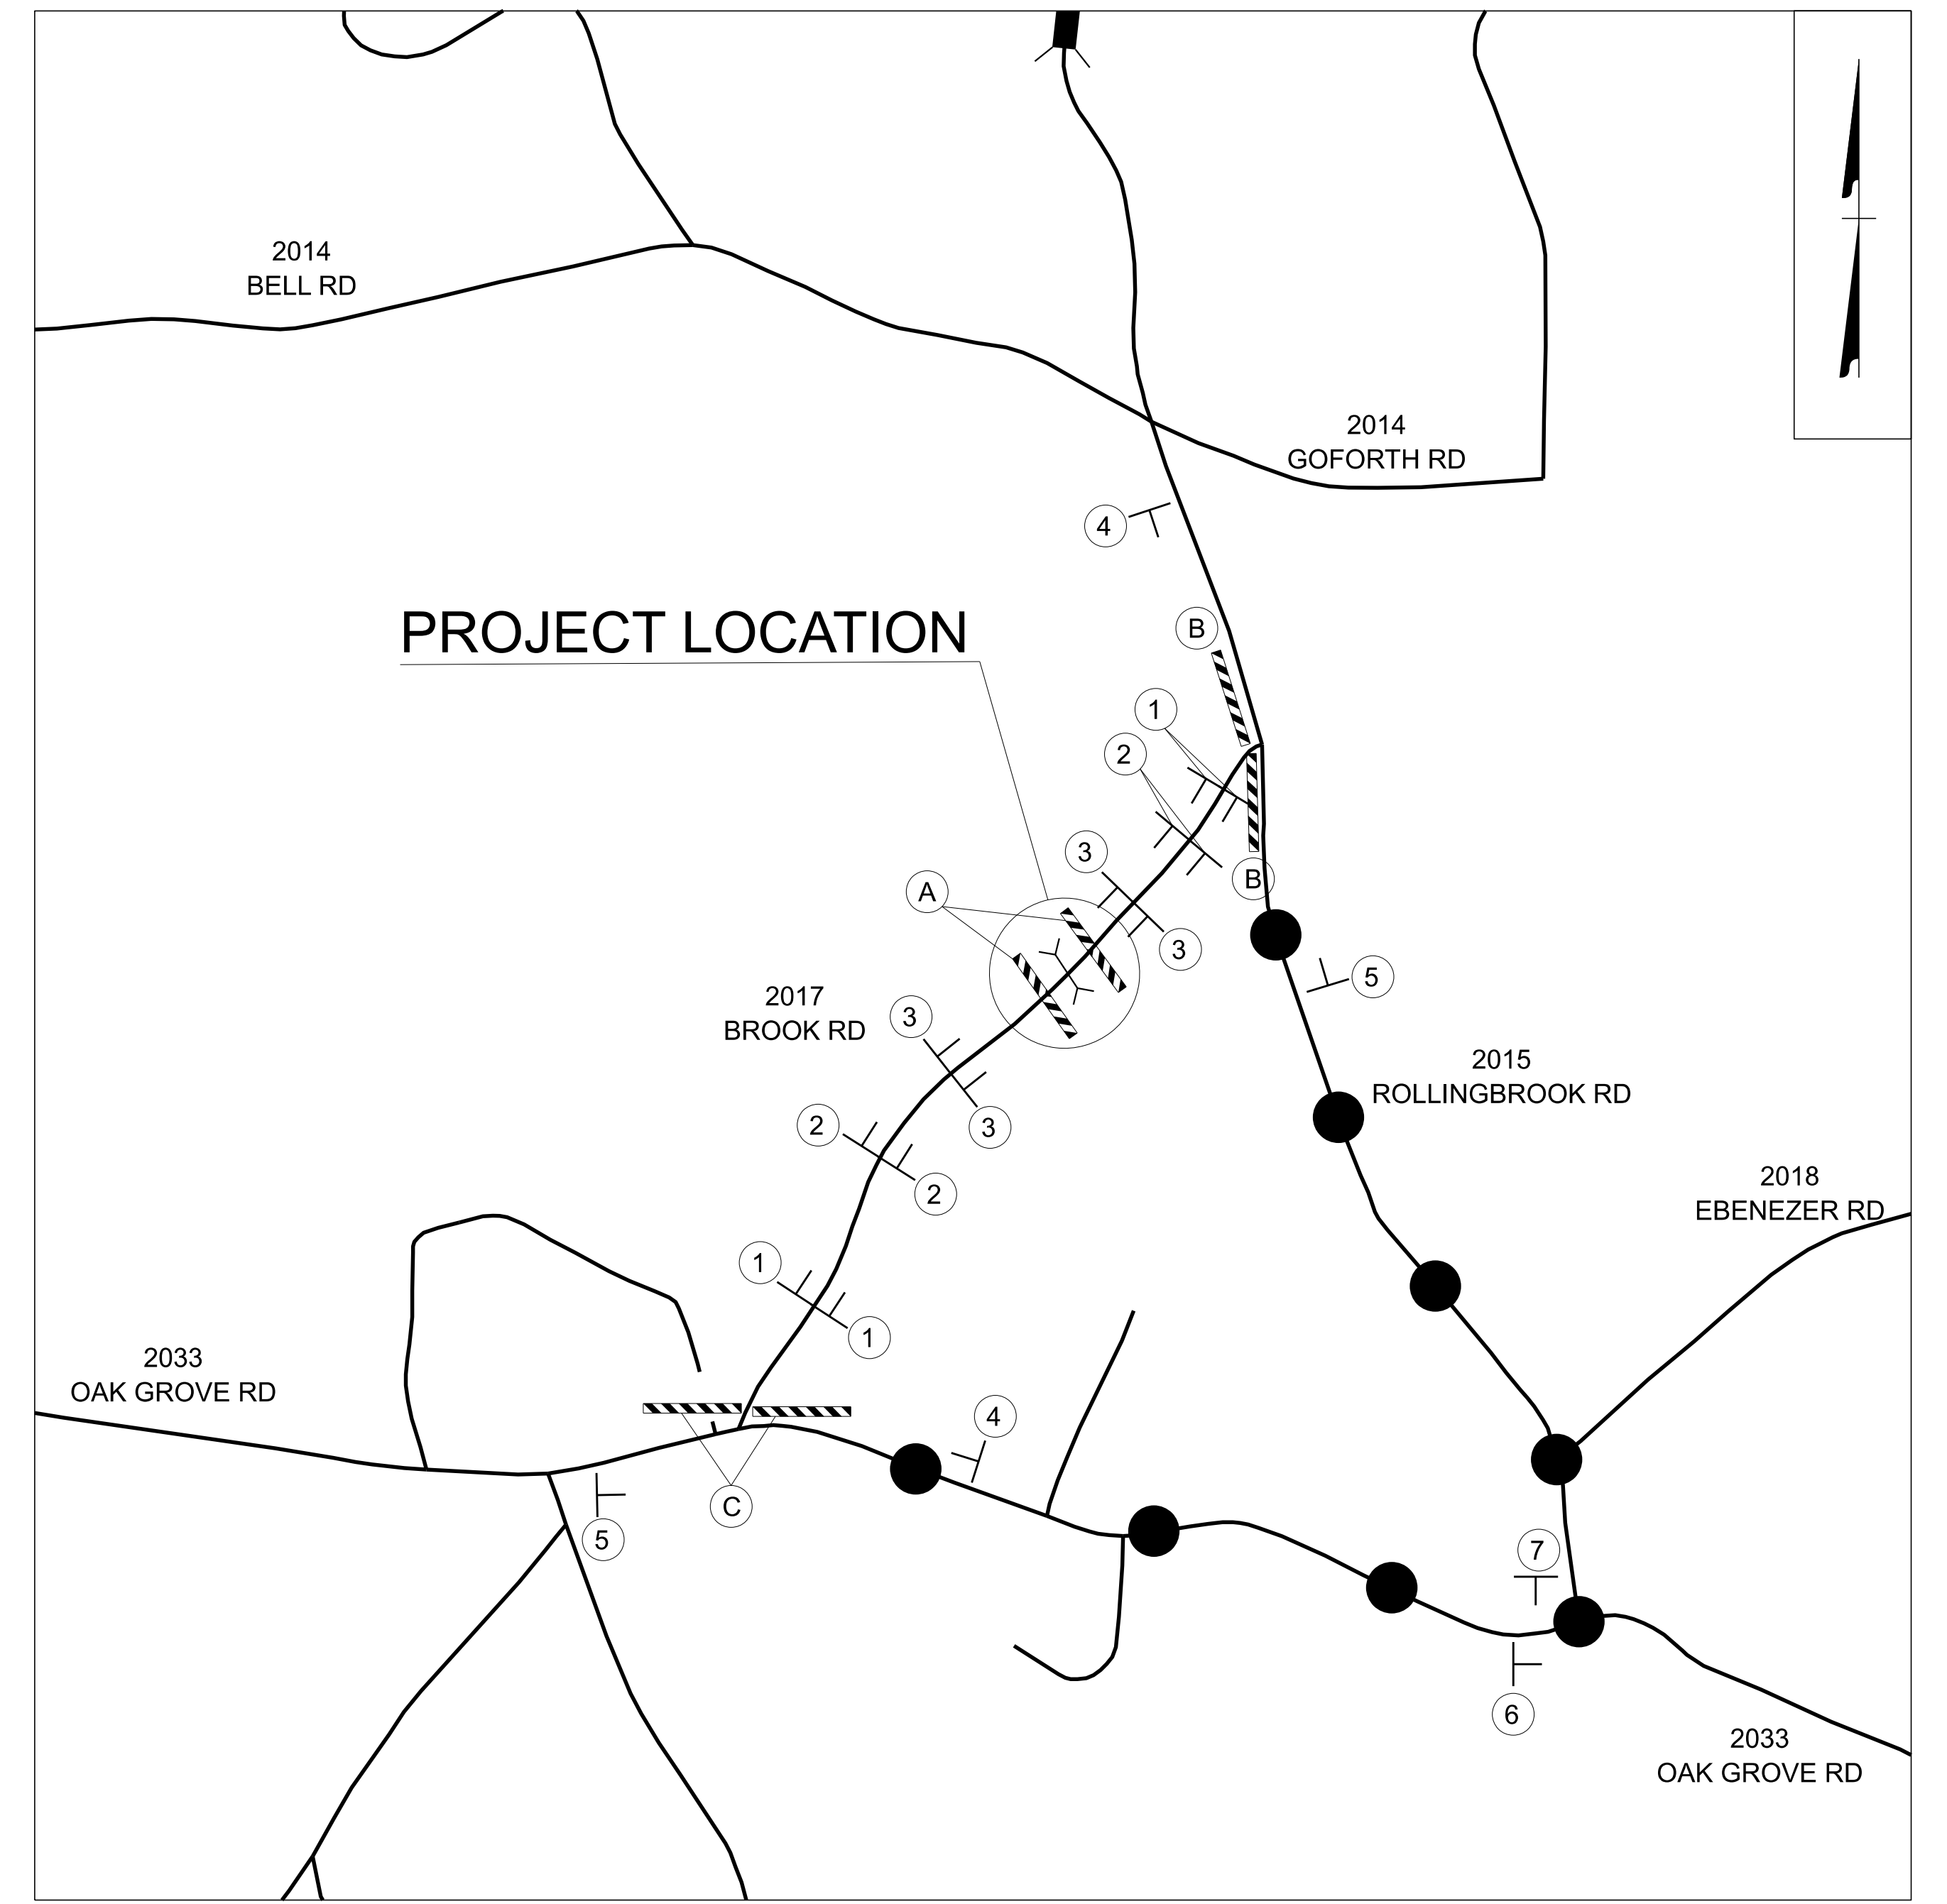 2014
BELL RD
2014
GOFORTH RD
4
PROJECT LOCATION
B
1
2
3
B
A
3
5
2017
BROOK RD
3
2015
ROLLINGBROOK RD
3
2
2018
EBENEZER RD
2
1
1
2033
OAK GROVE RD
4
C
5
7
6
2033
OAK GROVE RD